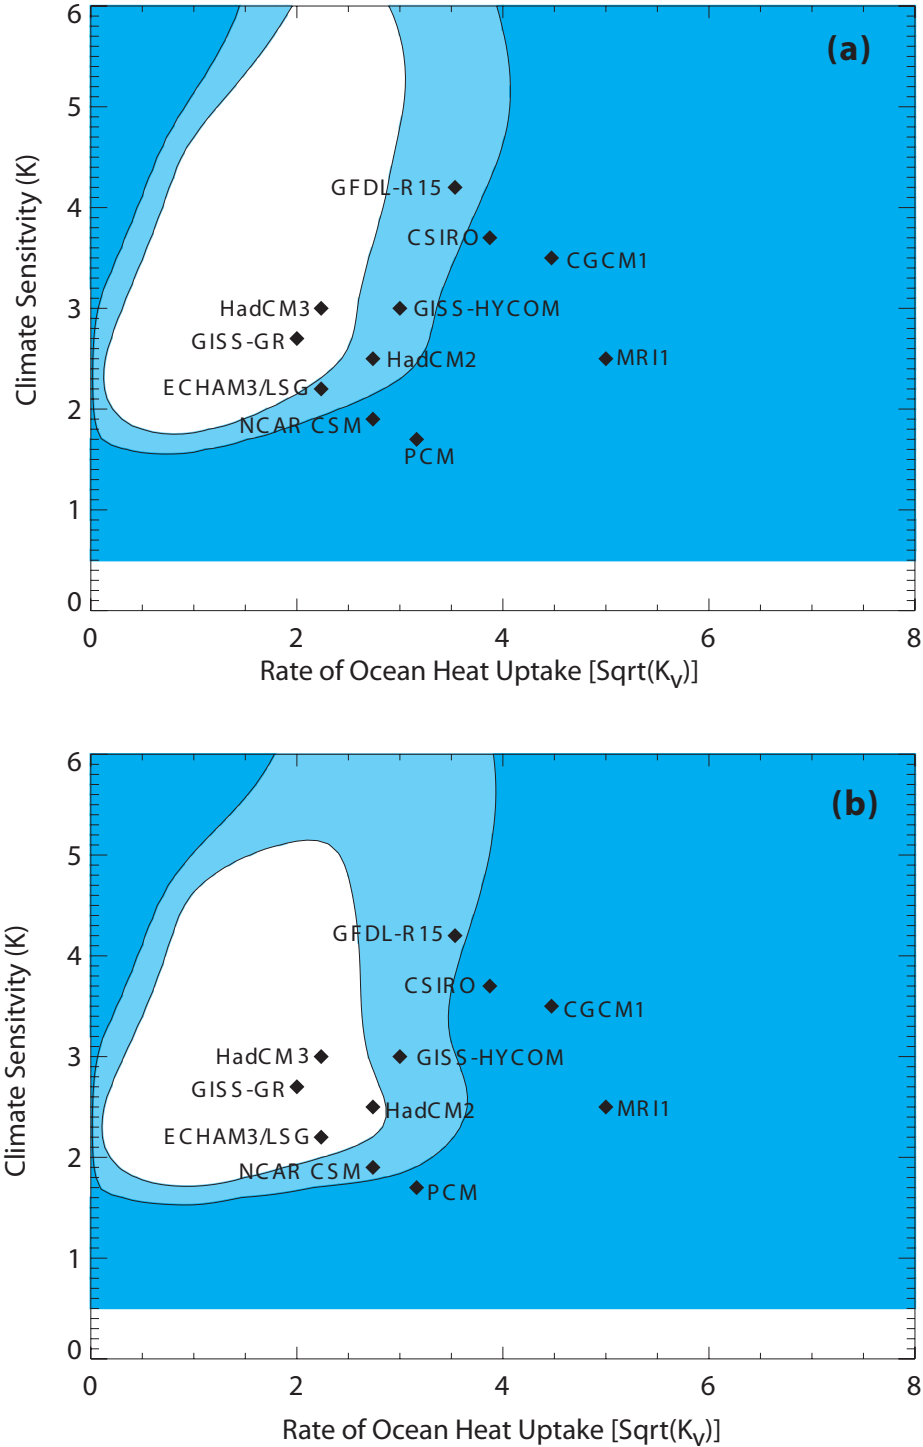 6
(a)
5
GFDL-R15
4
CSIRO
CGCM1
HadCM3
GISS-HYCOM
3
GISS-GR
HadCM2
MRI1
ECHAM3/LSG
2
NCAR CSM
PCM
1
0
0 2 4 6 8
Rate of Ocean Heat Uptake [Sqrt(Kv)]
Climate Sensitvity (K)
6
(b)
5
GFDL-R15
4
CSIRO
CGCM1
HadCM3
GISS-HYCOM
3
GISS-GR
HadCM2
MRI1
ECHAM3/LSG
2
NCAR CSM
PCM
1
0
0 2 4 6 8
Rate of Ocean Heat Uptake [Sqrt(Kv)]
Climate Sensitvity (K)